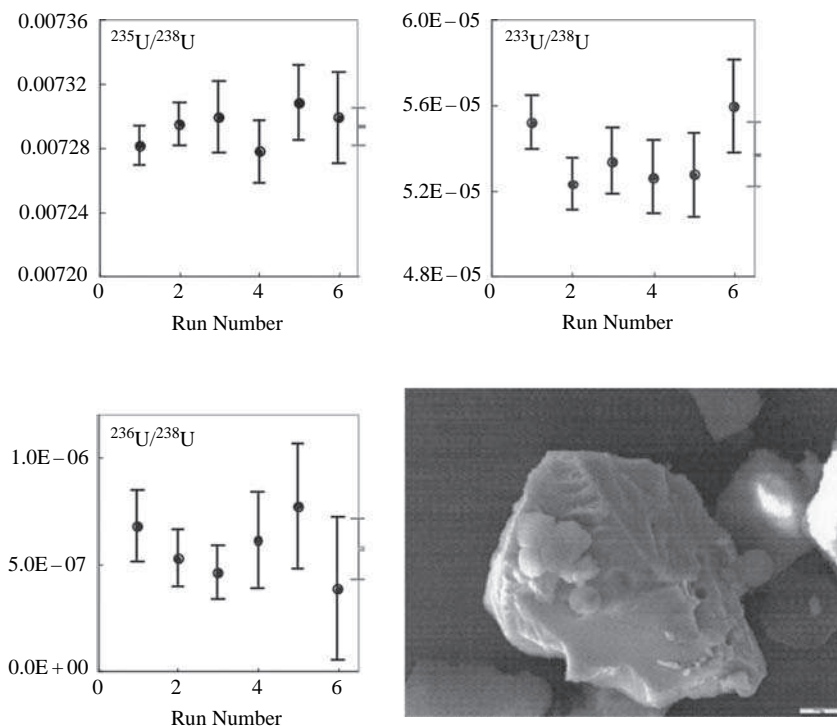 ²³⁵U/²³⁸U
0.00736
0.00732
0.00728
0.00724
0.00720
0 2 4 6
Run Number
²³³U/²³⁸U
6.0E–05
5.6E–05
5.2E–05
4.8E–05
0 2 4 6
Run Number
²³⁶U/²³⁸U
1.0E–06
5.0E–07
0.0E+00
0 2 4 6
Run Number